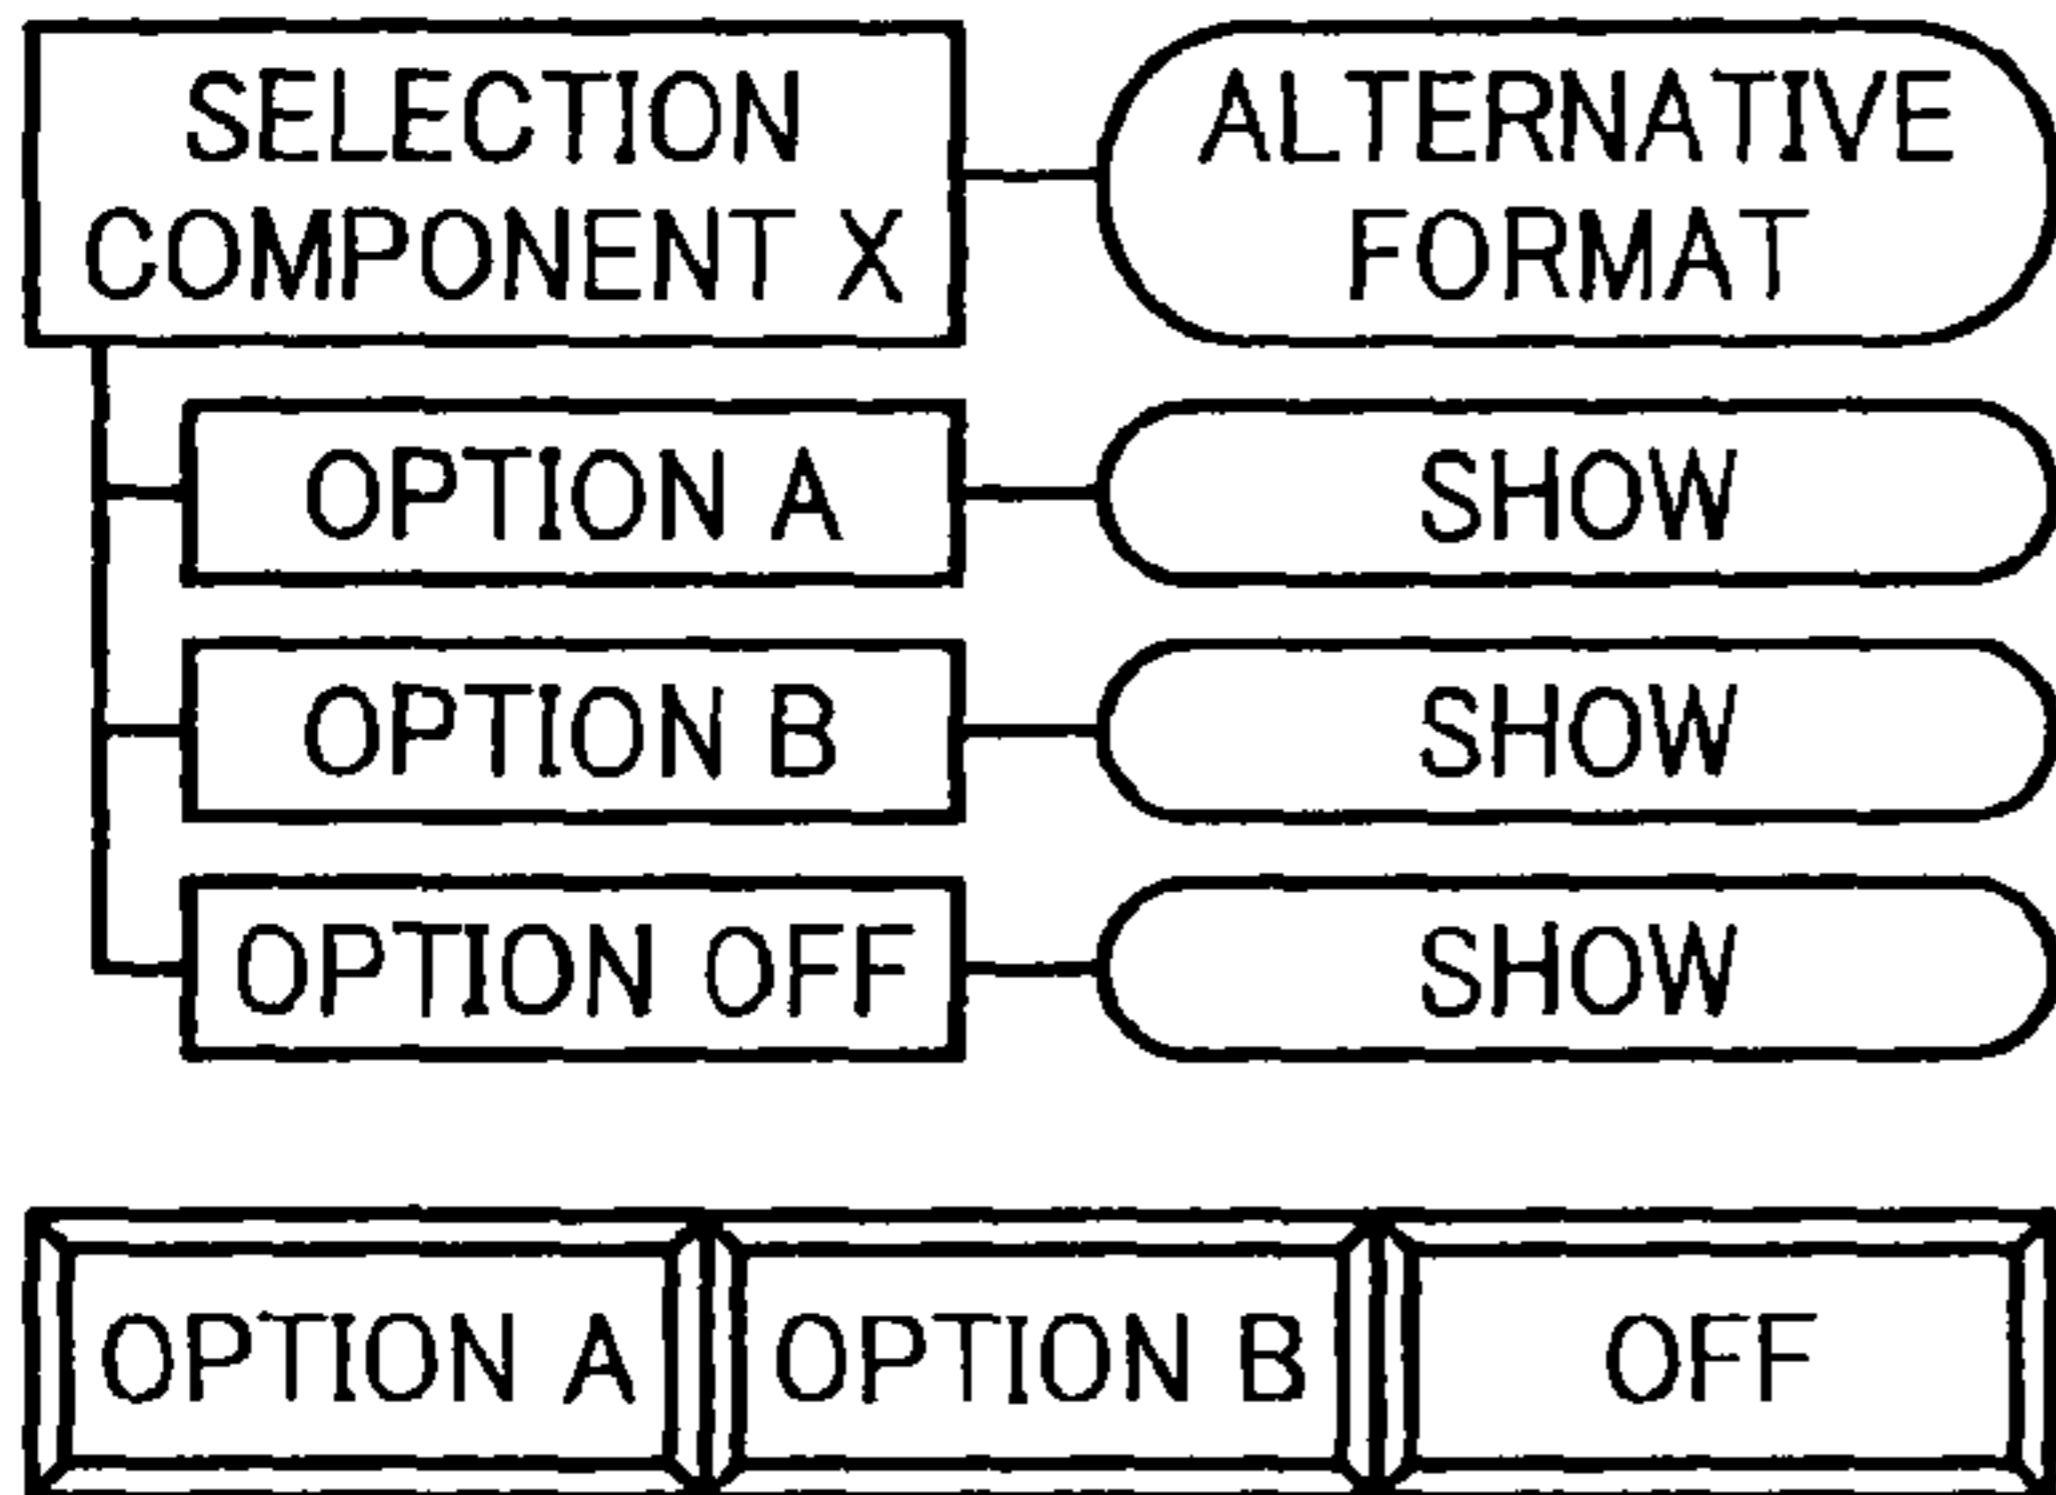 SELECTION
COMPONENT X
ALTERNATIVE
FORMAT
OPTION A
SHOW
OPTION B
SHOW
OPTION OFF
SHOW
OPTION A
OPTION B
OFF